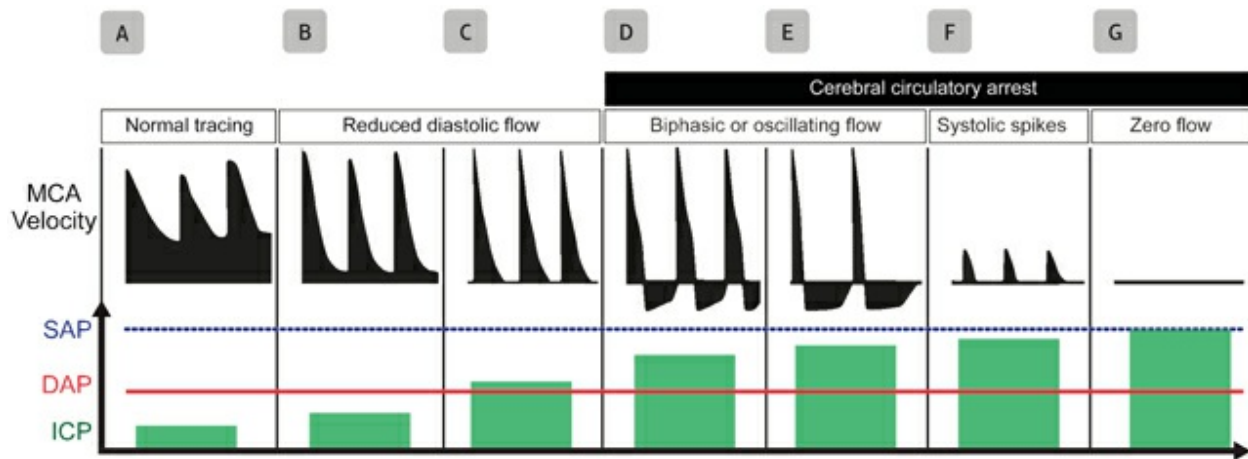 A B C D E F G
Cerebral circulatory arrest
Normal tracing Reduced diastolic flow Biphasic or oscillating flow Systolic spikes Zero flow
MCA
Velocity
SAP
DAP
ICP